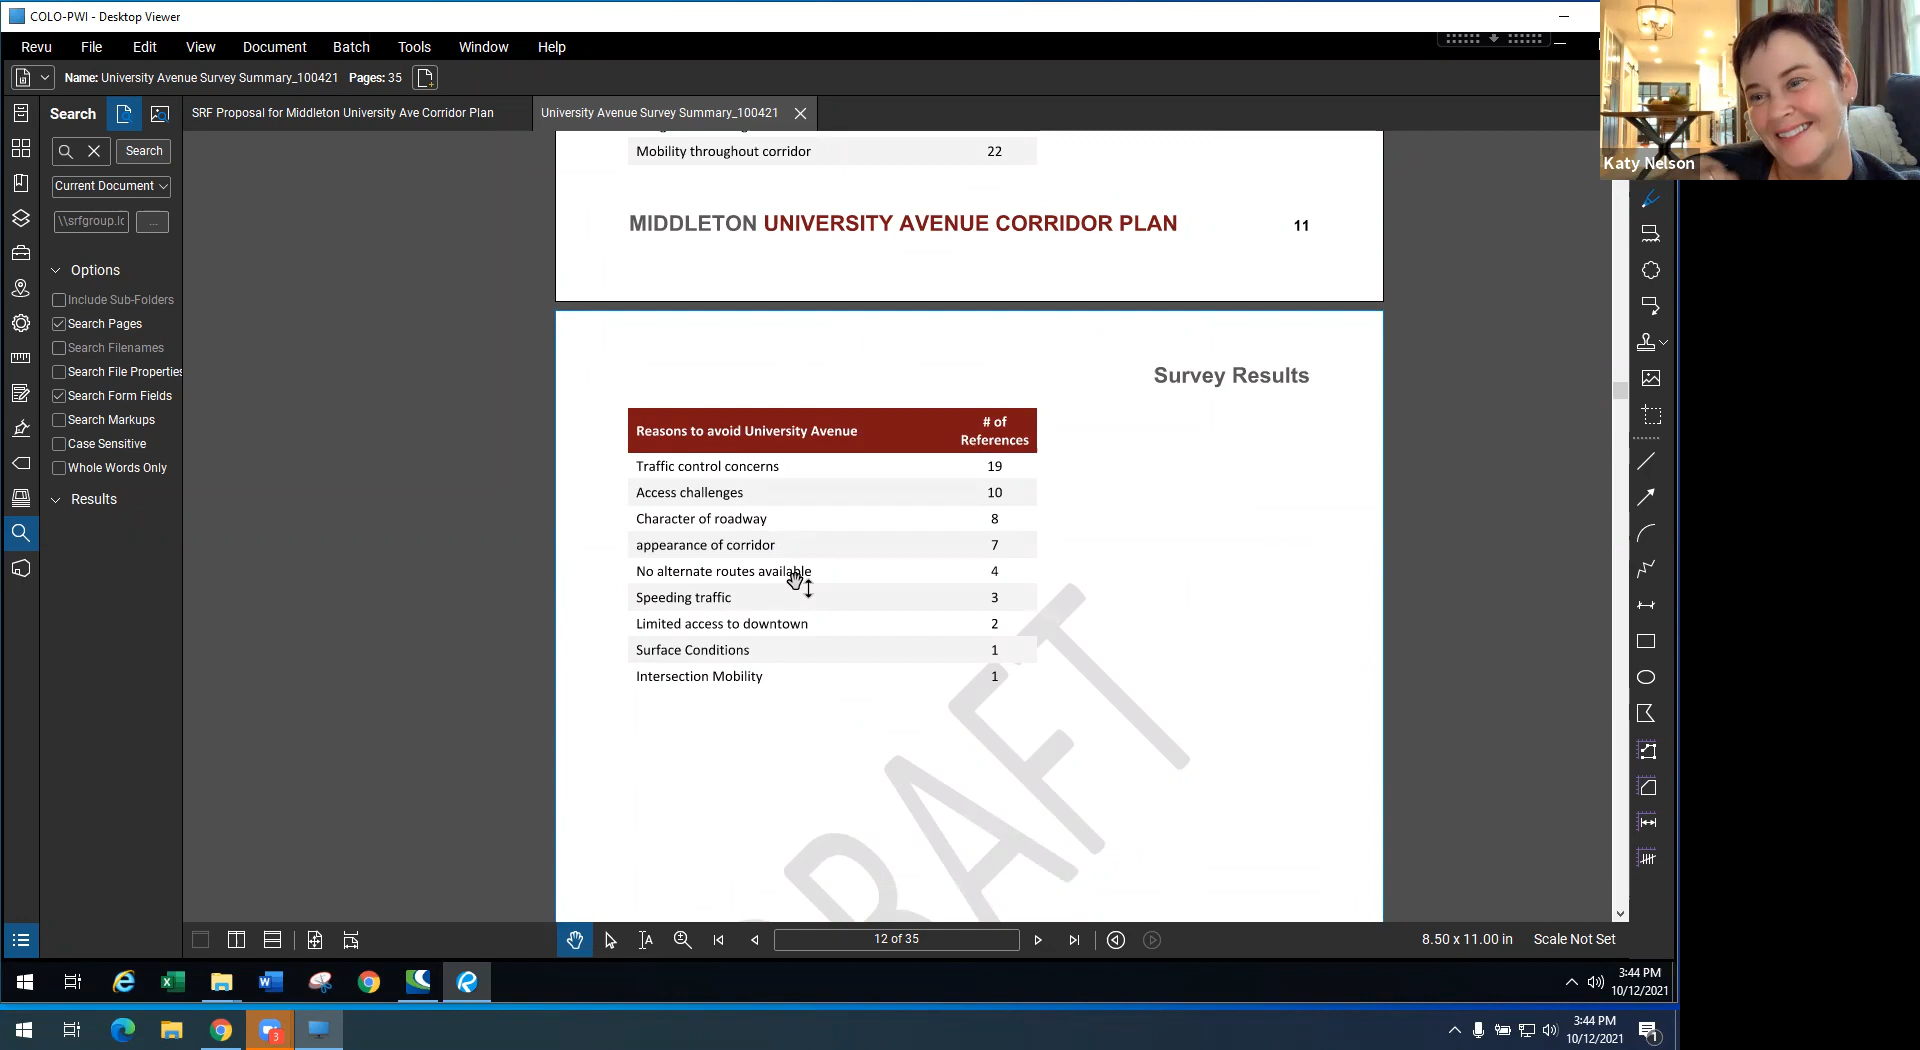 COLO-PWI - Desktop Viewer
Revu File Edit View Document Batch Tools Window Help
Name: University Avenue Survey Summary_100421 Pages: 35
Search
SRF Proposal for Middleton University Ave Corridor Plan
University Avenue Survey Summary_100421
Search
Current Document
\\srfgroup.lc
...
Options
Include Sub-Folders
Search Pages
Search Filenames
Search File Properties
Search Form Fields
Search Markups
Case Sensitive
Whole Words Only
Results
Mobility throughout corridor 22
MIDDLETON UNIVERSITY AVENUE CORRIDOR PLAN 11
Survey Results
Reasons to avoid University Avenue # of References
Traffic control concerns 19
Access challenges 10
Character of roadway 8
appearance of corridor 7
No alternate routes available 4
Speeding traffic 3
Limited access to downtown 2
Surface Conditions 1
Intersection Mobility 1
DRAFT
Katy Nelson
12 of 35
8.50 x 11.00 in Scale Not Set
3:44 PM
10/12/2021
3
3:44 PM
10/12/2021
1